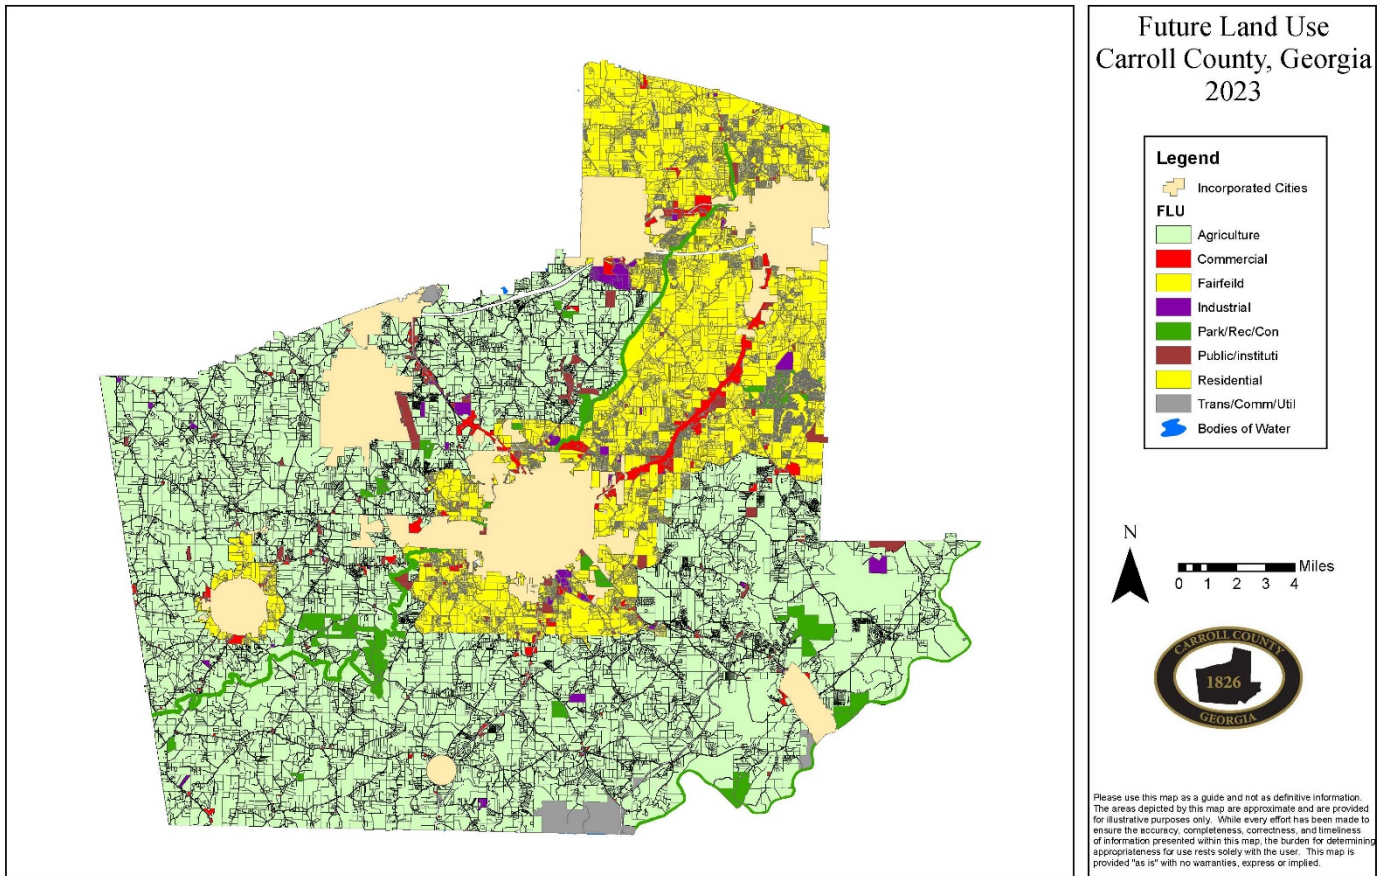 Future Land Use
Carroll County, Georgia
2023
Legend
Incorporated Cities
FLU
Agriculture
Commercial
Fairfeild
Industrial
Park/Rec/Con
Public/instituti
Residential
Trans/Comm/Util
Bodies of Water
N
Miles
0 1 2 3 4
CARROLL COUNTY
1826
GEORGIA
Please use this map as a guide and not as definitive information.
The areas depicted by this map are approximate and are provided
for illustrative purposes only. While every effort has been made to
ensure the accuracy, completeness, correctness, and timeliness
of information presented within this map, the burden for determining
appropriateness for use rests solely with the user. This map is
provided "as is" with no warranties, express or implied.